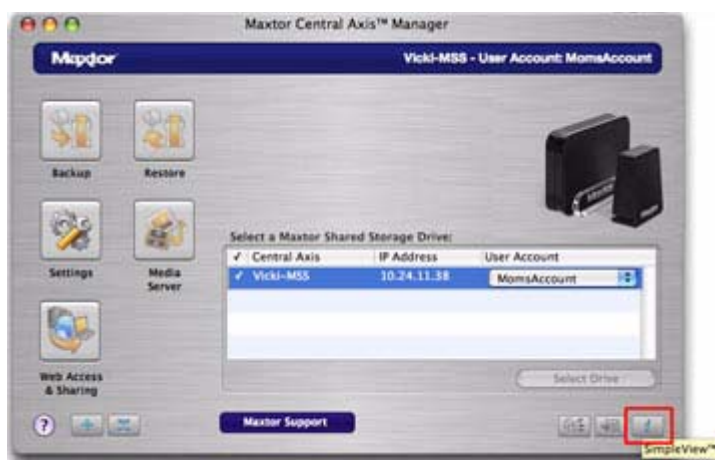 Maxtor Central Axis™ Manager
Maxtor
Vicki-MSS - User Account: MomsAccount
Backup
Restore
Settings
Media Server
Web Access & Sharing
Select a Maxtor Shared Storage Drive:
✓ Central Axis IP Address User Account
✓ Vicki-MSS 10.24.11.38 MomsAccount
Select Drive
?
Maxtor Support
SimpleView™